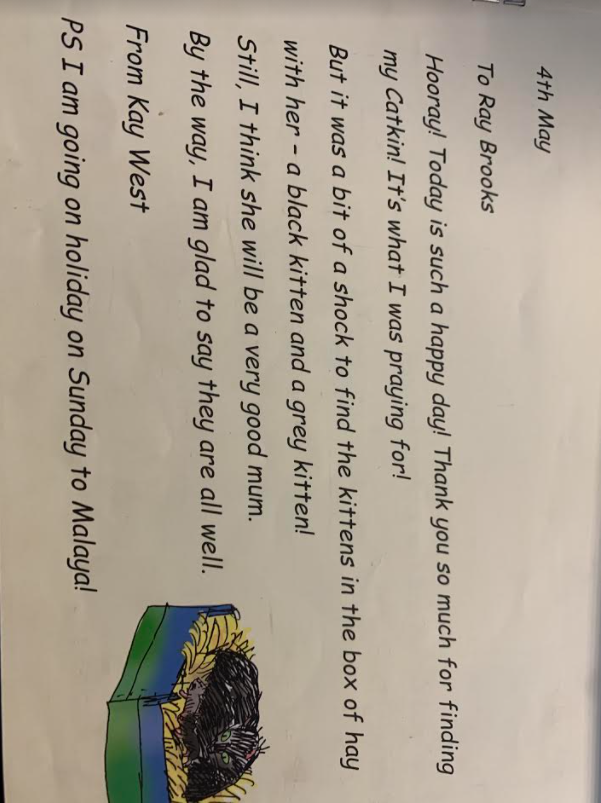 4th May
To Ray Brooks
Hooray! Today is such a happy day! Thank you so much for finding
my Catkin! It's what I was praying for!
But it was a bit of a shock to find the kittens in the box of hay
with her – a black kitten and a grey kitten!
Still, I think she will be a very good mum.
By the way, I am glad to say they are all well.
From Kay West
PS I am going on holiday on Sunday to Malaya!